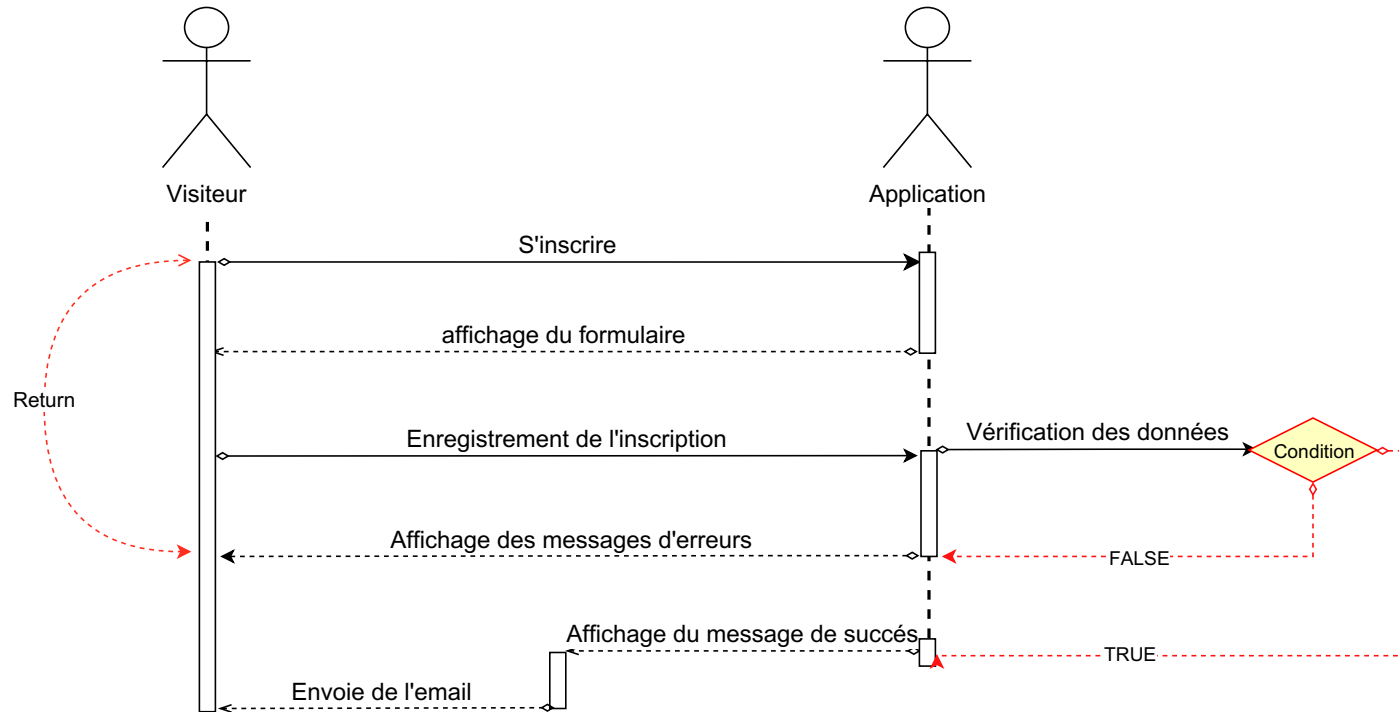 Visiteur
Application
S'inscrire
affichage du formulaire
Return
Enregistrement de l'inscription
Vérification des données
Condition
Affichage des messages d'erreurs
FALSE
Affichage du message de succés
TRUE
Envoie de l'email